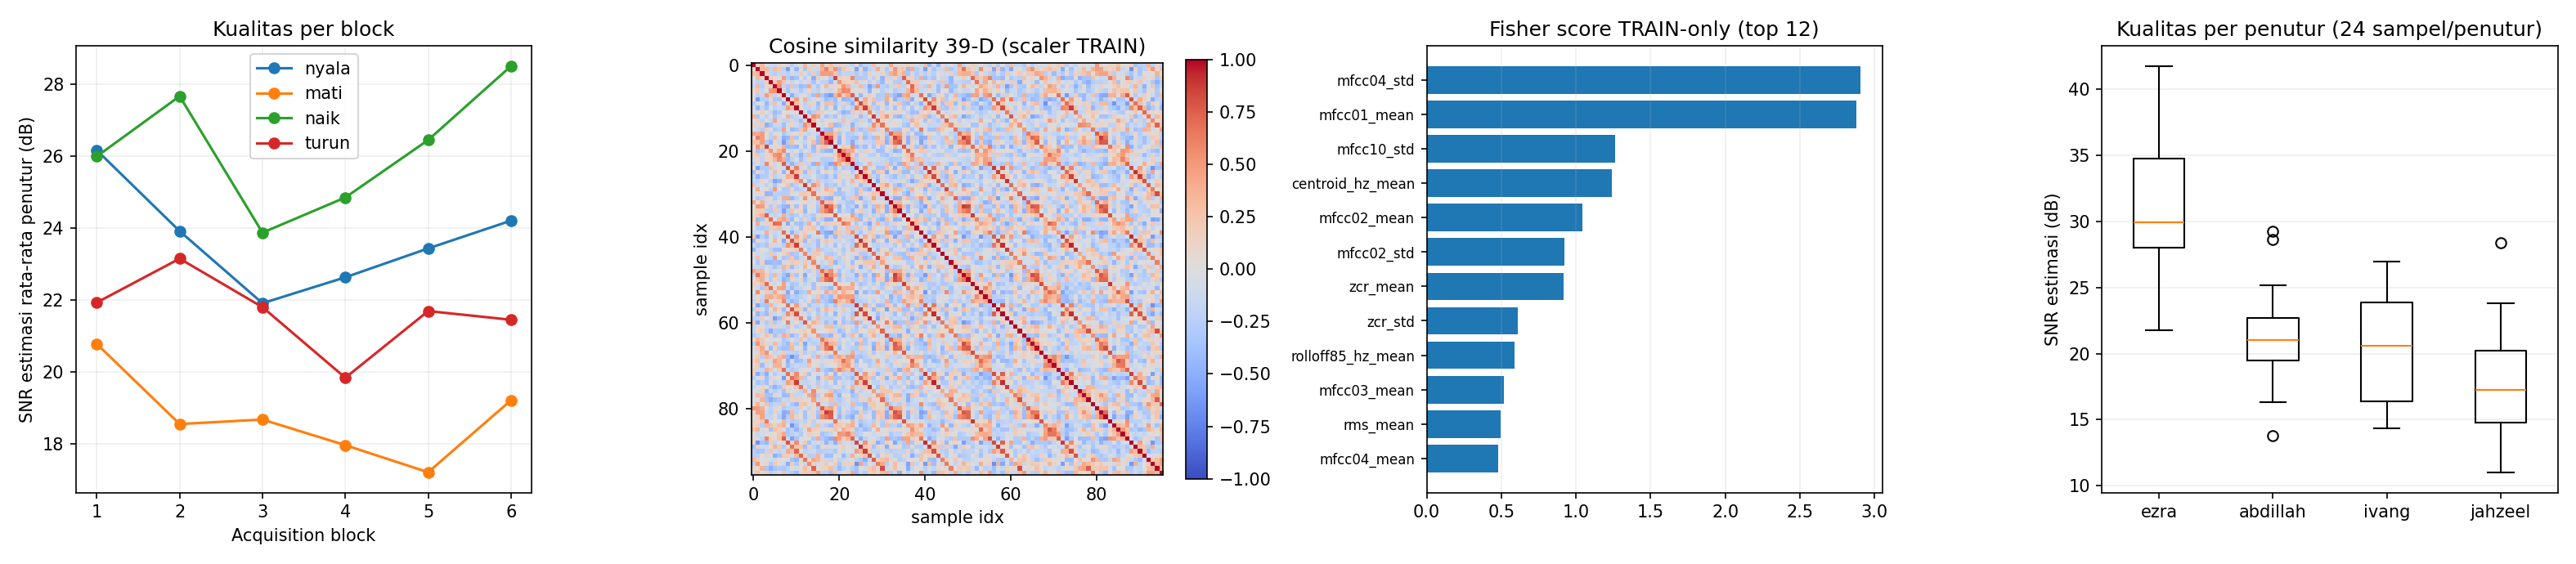 Kualitas per block
SNR estimasi rata-rata penutur (dB)
28
26
24
22
20
18
nyala
mati
naik
turun
1 2 3 4 5 6
Acquisition block
Cosine similarity 39-D (scaler TRAIN)
sample idx
0
20
40
60
80
0 20 40 60 80
sample idx
1.00
0.75
0.50
0.25
0.00
−0.25
−0.50
−0.75
−1.00
Fisher score TRAIN-only (top 12)
mfcc04_std
mfcc01_mean
mfcc10_std
centroid_hz_mean
mfcc02_mean
mfcc02_std
zcr_mean
zcr_std
rolloff85_hz_mean
mfcc03_mean
rms_mean
mfcc04_mean
0.0 0.5 1.0 1.5 2.0 2.5 3.0
Kualitas per penutur (24 sampel/penutur)
SNR estimasi (dB)
40
35
30
25
20
15
10
ezra abdillah ivang jahzeel